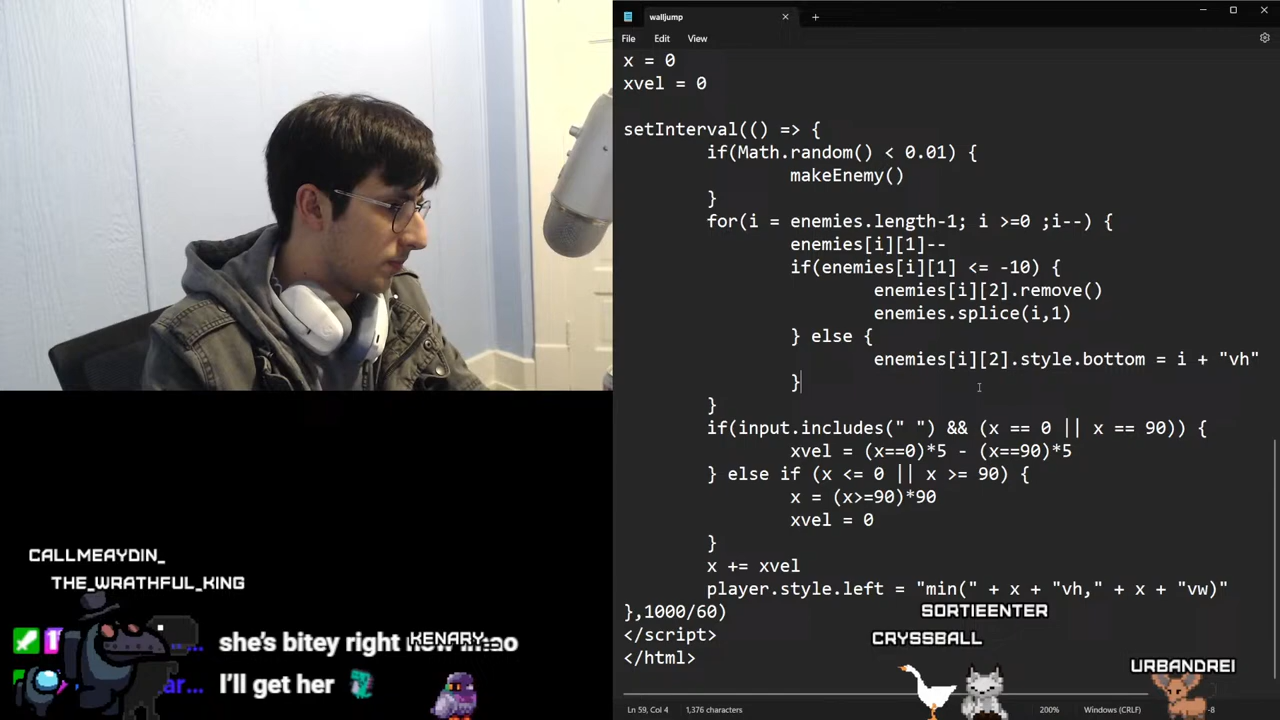 walljump
File Edit View
x = 0
xvel = 0
setInterval(() => {
if(Math.random() < 0.01) {
makeEnemy()
}
for(i = enemies.length-1; i >=0 ;i--) {
enemies[i][1]--
if(enemies[i][1] <= -10) {
enemies[i][2].remove()
enemies.splice(i,1)
} else {
enemies[i][2].style.bottom = i + "vh"
}
}
if(input.includes(" ") && (x == 0 || x == 90)) {
xvel = (x==0)*5 - (x==90)*5
} else if (x <= 0 || x >= 90) {
x = (x>=90)*90
xvel = 0
}
x += xvel
player.style.left = "min(" + x + "vh," + x + "vw)"
},1000/60)
</script>
</html>
Ln 59, Col 4 1,376 characters 200% Windows (CRLF) -8
CALLMEAYDIN_
THE_WRATHFUL_KING
she's bitey right
KENARY
I'll get her
SORTIEENTER
CRYSSBALL
URBANDREI